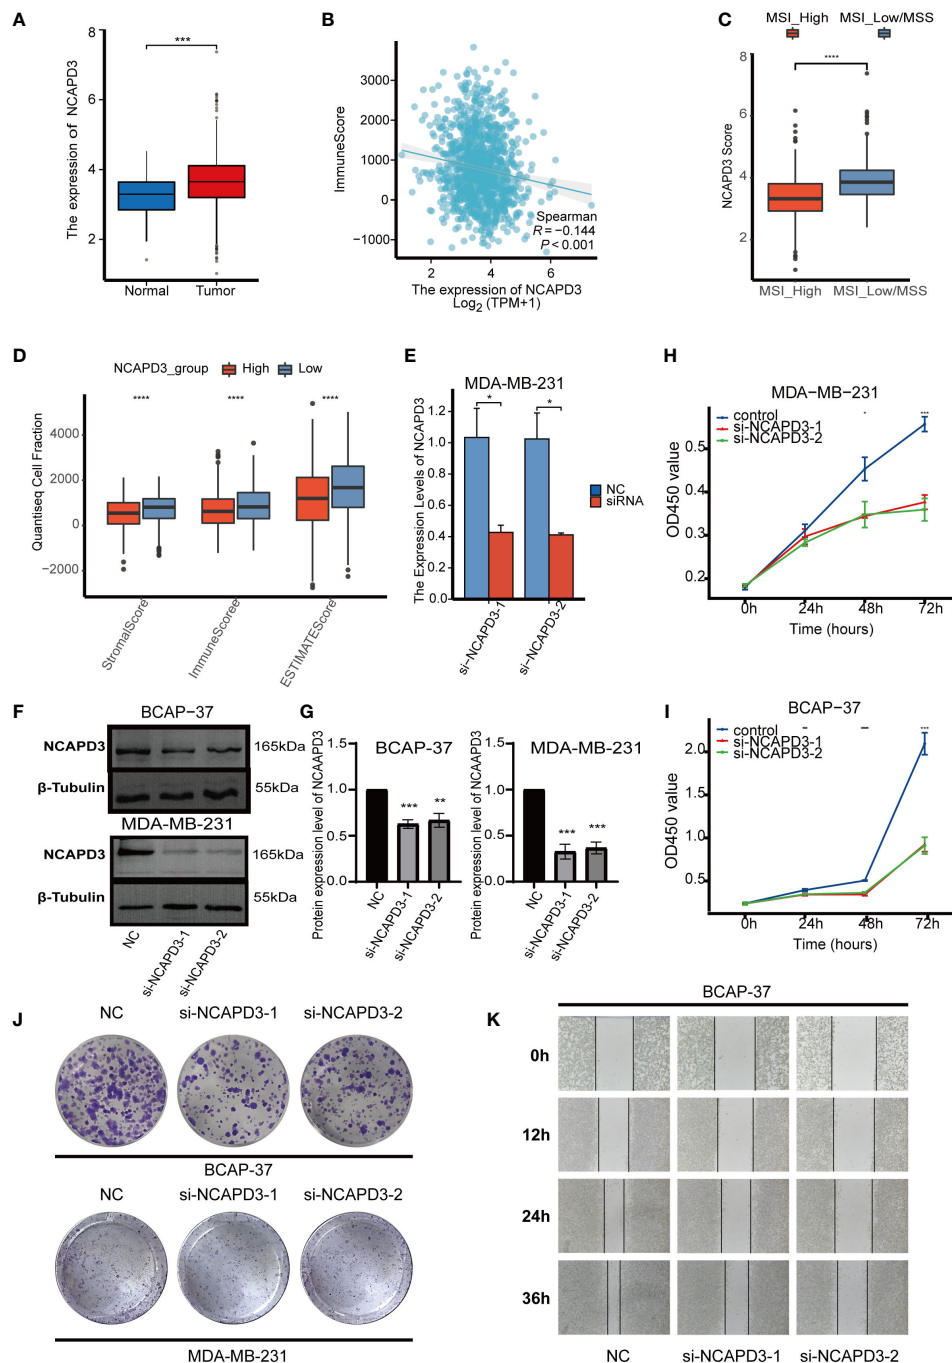 A
The expression of NCAPD3
8
6
4
2
***
Normal
Tumor
B
ImmuneScore
3000
2000
1000
0
−1000
Spearman
R = −0.144
P < 0.001
2
4
6
The expression of NCAPD3
Log2 (TPM+1)
C
MSI_High
MSI_Low/MSS
NCAPD3 Score
8
6
4
2
****
MSI_High
MSI_Low/MSS
D
NCAPD3_group
High
Low
Quantiseq Cell Fraction
4000
2000
0
−2000
****
****
****
StromalScore
ImmuneScoree
ESTIMATEScore
E
MDA-MB-231
The Expression Levels of NCAPD3
1.2
1.0
0.8
0.6
0.4
0.2
0.0
*
*
NC
siRNA
si−NCAPD3-1
si−NCAPD3-2
H
MDA−MB−231
control
si-NCAPD3-1
si-NCAPD3-2
*
***
OD450 value
0.5
0.4
0.3
0.2
0h
24h
48h
72h
Time (hours)
F
BCAP−37
NCAPD3
165kDa
β-Tubulin
55kDa
MDA-MB-231
NCAPD3
165kDa
β-Tubulin
55kDa
NC
si-NCAPD3-1
si-NCAPD3-2
G
Protein expression level of NCAAPD3
1.5
1.0
0.5
0.0
BCAP-37
***
**
NC
si-NCAPD3-1
si-NCAPD3-2
Protein expression level of NCAAPD3
1.5
1.0
0.5
0.0
MDA-MB-231
***
***
NC
si-NCAPD3-1
si-NCAPD3-2
I
BCAP−37
control
si-NCAPD3-1
si-NCAPD3-2
***
OD450 value
2.0
1.5
1.0
0.5
0h
24h
48h
72h
Time (hours)
J
NC
si-NCAPD3-1
si-NCAPD3-2
BCAP-37
NC
si-NCAPD3-1
si-NCAPD3-2
MDA-MB-231
K
BCAP-37
0h
12h
24h
36h
NC
si-NCAPD3-1
si-NCAPD3-2